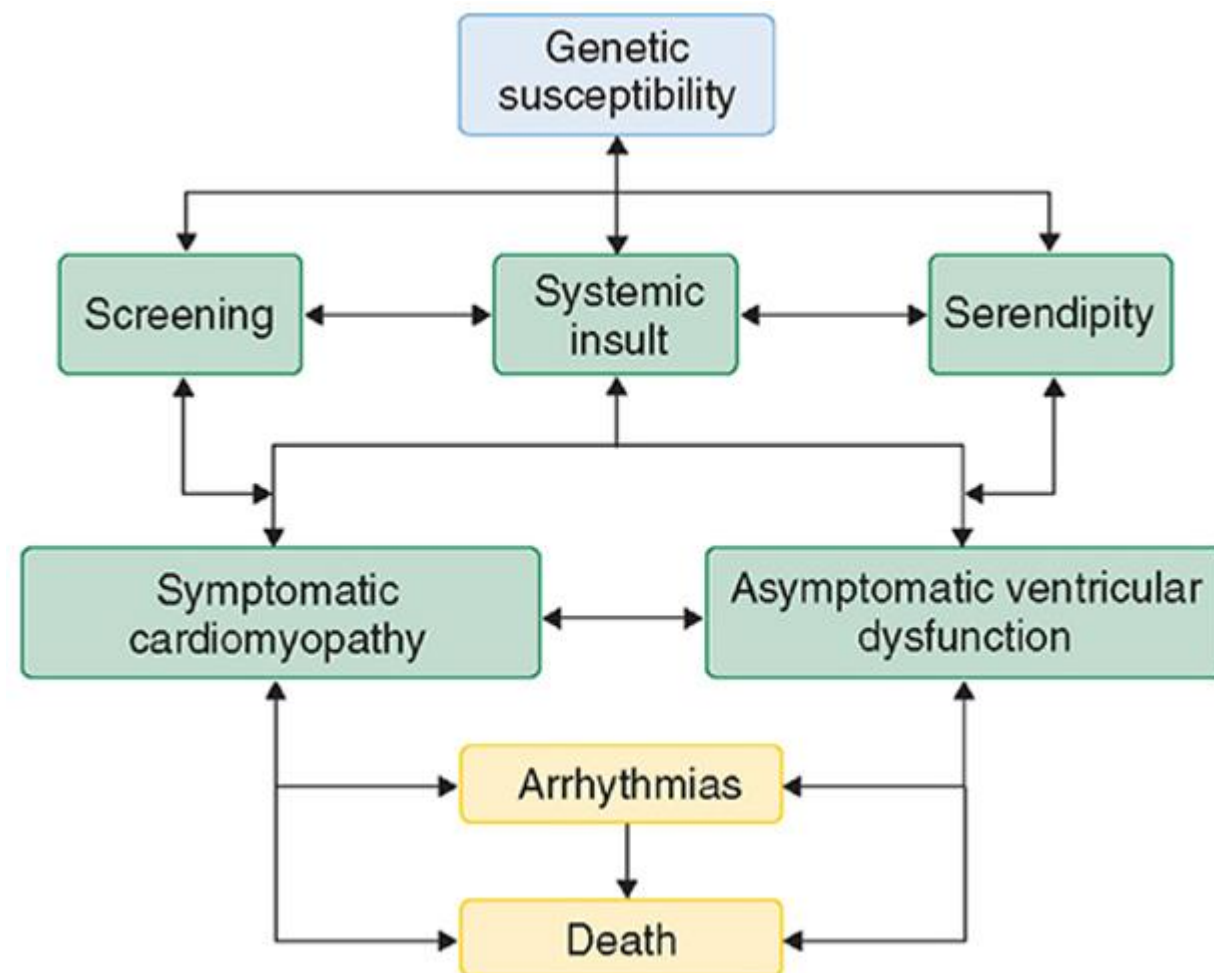 Genetic
susceptibility
Screening
Systemic
insult
Serendipity
Symptomatic
cardiomyopathy
Asymptomatic ventricular
dysfunction
Arrhythmias
Death